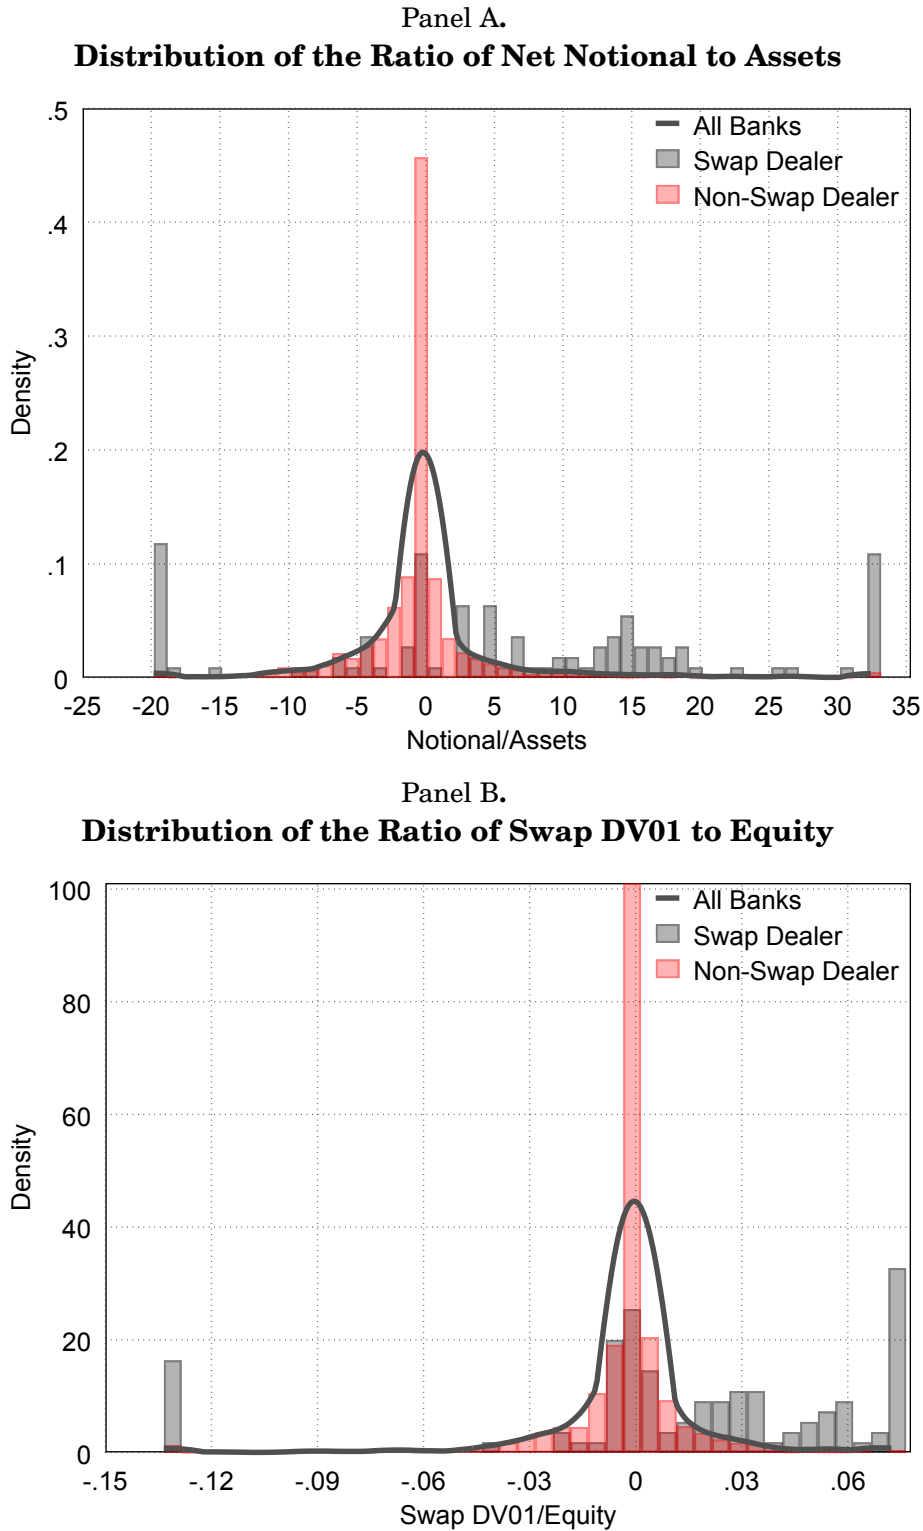 Panel A.
Distribution of the Ratio of Net Notional to Assets
.5
.4
.3
.2
.1
0
Density
All Banks
Swap Dealer
Non-Swap Dealer
-25 -20 -15 -10 -5 0 5 10 15 20 25 30 35
Notional/Assets
Panel B.
Distribution of the Ratio of Swap DV01 to Equity
100
80
60
40
20
0
Density
All Banks
Swap Dealer
Non-Swap Dealer
-.15 -.12 -.09 -.06 -.03 0 .03 .06
Swap DV01/Equity